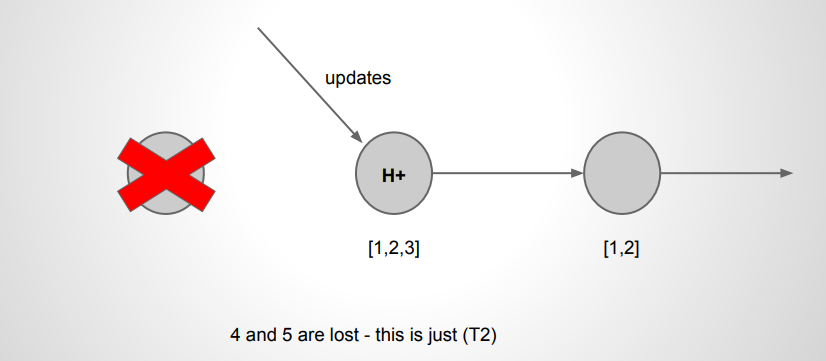 updates
H+
[1,2,3]
[1,2]
4 and 5 are lost - this is just (T2)